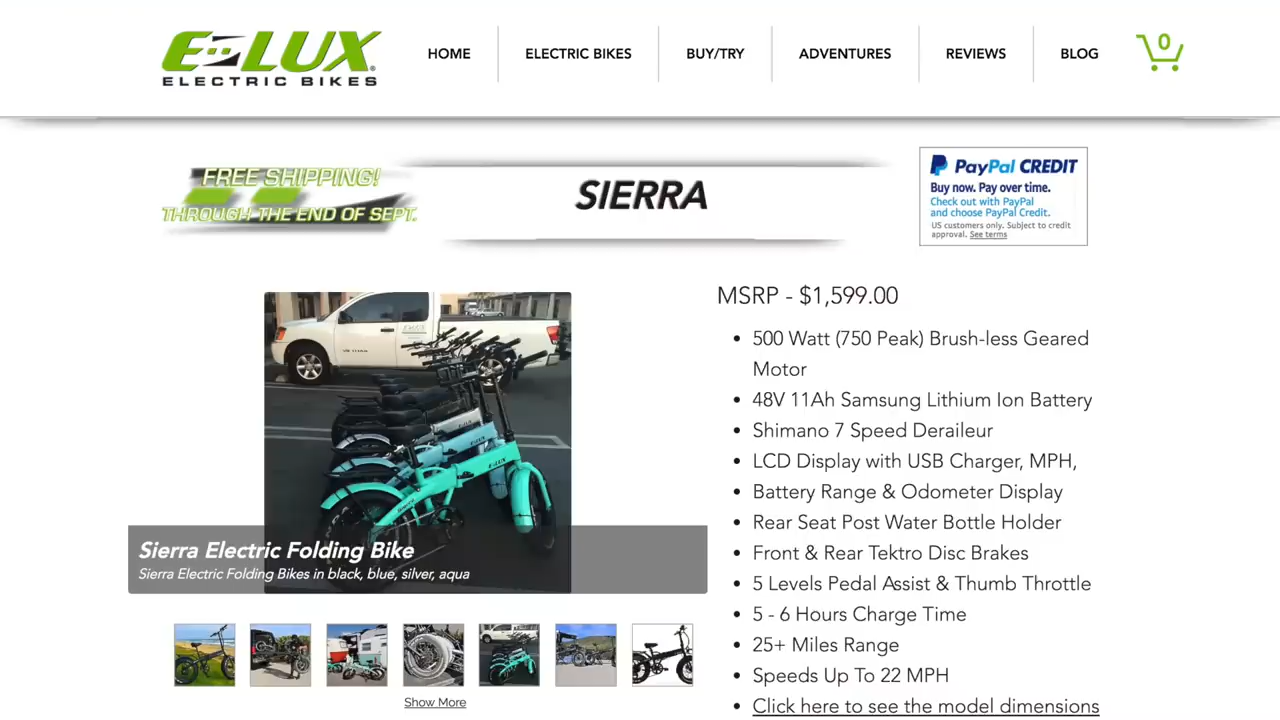 E-LUX
ELECTRIC BIKES
HOME
ELECTRIC BIKES
BUY/TRY
ADVENTURES
REVIEWS
BLOG
0
FREE SHIPPING!
THROUGH THE END OF SEPT.
SIERRA
PayPal CREDIT
Buy now. Pay over time.
Check out with PayPal
and choose PayPal Credit.
US customers only. Subject to credit
approval. See terms
Sierra Electric Folding Bike
Sierra Electric Folding Bikes in black, blue, silver, aqua
Show More
MSRP - $1,599.00
• 500 Watt (750 Peak) Brush-less Geared
Motor
• 48V 11Ah Samsung Lithium Ion Battery
• Shimano 7 Speed Deraileur
• LCD Display with USB Charger, MPH,
• Battery Range & Odometer Display
• Rear Seat Post Water Bottle Holder
• Front & Rear Tektro Disc Brakes
• 5 Levels Pedal Assist & Thumb Throttle
• 5 - 6 Hours Charge Time
• 25+ Miles Range
• Speeds Up To 22 MPH
• Click here to see the model dimensions